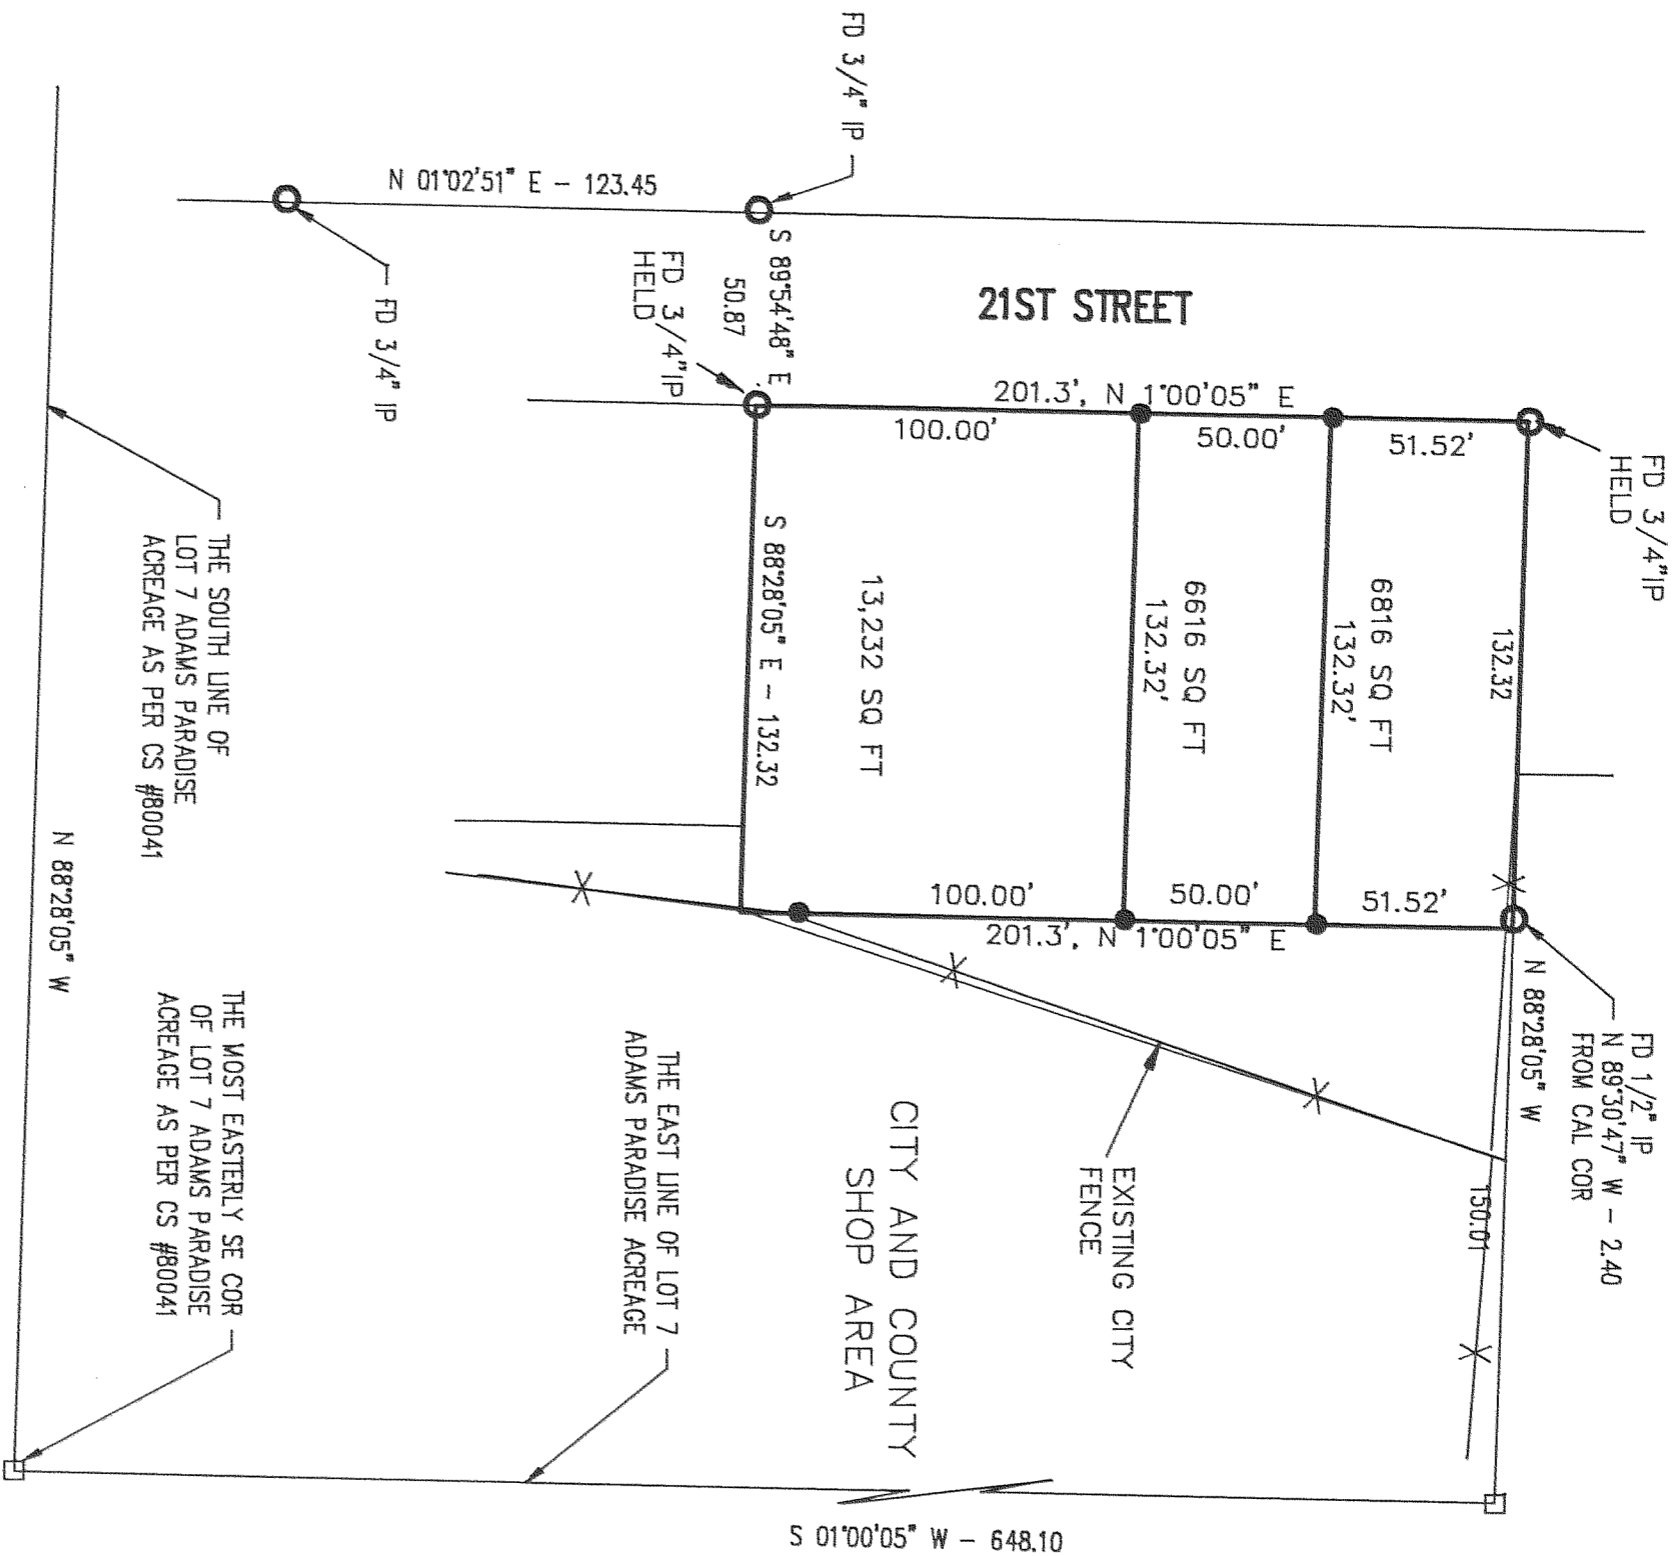 FD 3/4" IP
N 01°02'51" E - 123.45
FD 3/4" IP
S 89°54'48" E
50.87
FD 3/4"IP
HELD
21ST STREET
201.3', N 1°00'05" E
100.00'
50.00'
51.52'
FD 3/4"IP
HELD
S 88°28'05" E - 132.32
13,232 SQ FT
6616 SQ FT
132.32'
6816 SQ FT
132.32'
132.32
100.00'
50.00'
51.52'
201.3', N 1°00'05" E
FD 1/2" IP
N 89°30'47" W - 2.40
FROM CAL COR
N 88°28'05" W
150.01
EXISTING CITY
FENCE
CITY AND COUNTY
SHOP AREA
THE EAST LINE OF LOT 7
ADAMS PARADISE ACREAGE
THE SOUTH LINE OF
LOT 7 ADAMS PARADISE
ACREAGE AS PER CS #80041
N 88°28'05" W
THE MOST EASTERLY SE COR
OF LOT 7 ADAMS PARADISE
ACREAGE AS PER CS #80041
S 01°00'05" W - 648.10